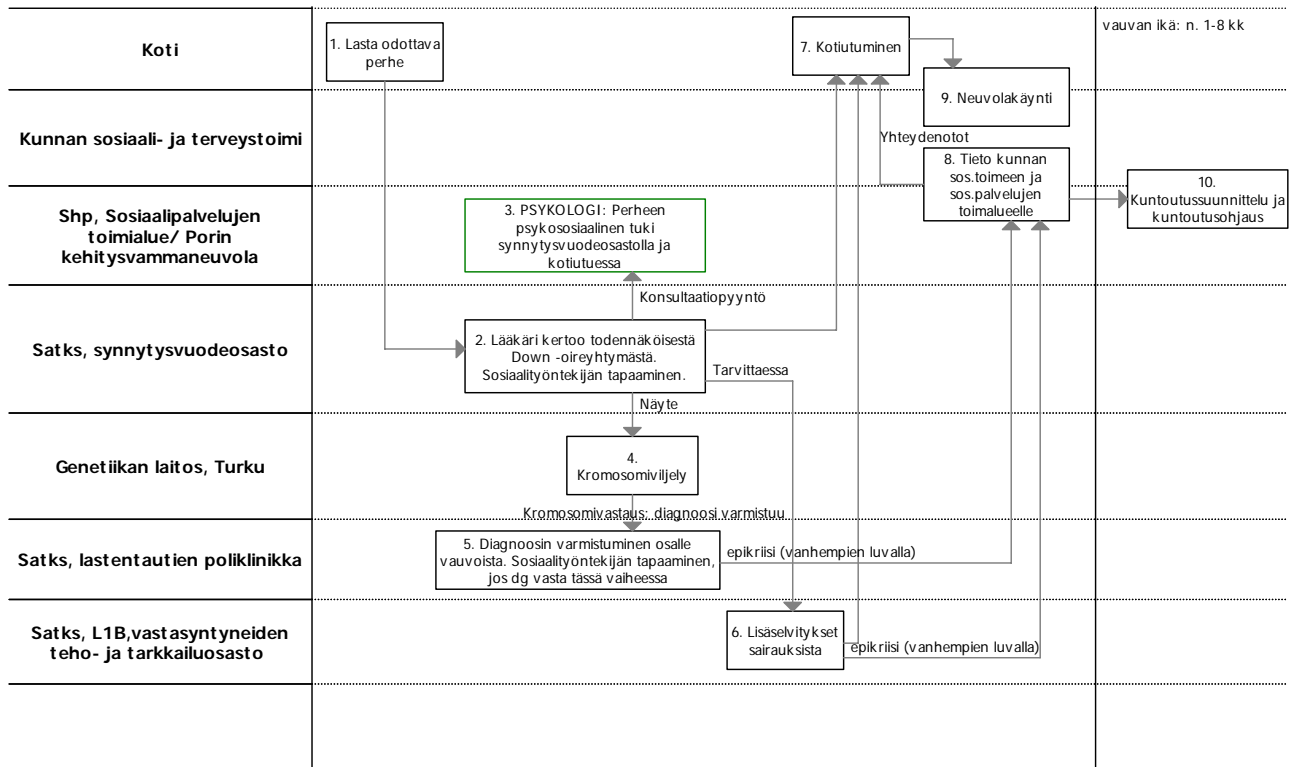 vauvan ikä: n. 1-8 kk
Koti
1. Lasta odottava
perhe
7. Kotiutuminen
9. Neuvolakäynti
Kunnan sosiaali- ja terveystoimi
Yhteydenotot
8. Tieto kunnan
sos.toimeen ja
sos.palvelujen
toimalueelle
10.
Kuntoutussuunnittelu ja
kuntoutusohjaus
Shp, Sosiaalipalvelujen
toimialue/ Porin
kehitysvammaneuvola
3. PSYKOLOGI: Perheen
psykososiaalinen tuki
synnytysvuodeosastolla ja
kotiutuessa
Konsultaatiopyyntö
Satks, synnytysvuodeosasto
2. Lääkäri kertoo todennäköisestä
Down -oireyhtymästä.
Sosiaalityöntekijän tapaaminen.
Tarvittaessa
Näyte
Genetiikan laitos, Turku
4.
Kromosomiviljely
Kromosomivastaus: diagnoosi varmistuu
Satks, lastentautien poliklinikka
5. Diagnoosin varmistuminen osalle
vauvoista. Sosiaalityöntekijän tapaaminen,
jos dg vasta tässä vaiheessa
epikriisi (vanhempien luvalla)
Satks, L1B,vastasyntyneiden
teho- ja tarkkailuosasto
6. Lisäselvitykset
sairauksista
epikriisi (vanhempien luvalla)